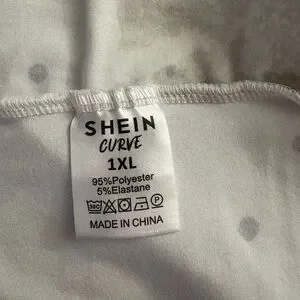 SHEIN
CURVE
1XL
95%Polyester
5%Elastane
MADE IN CHINA